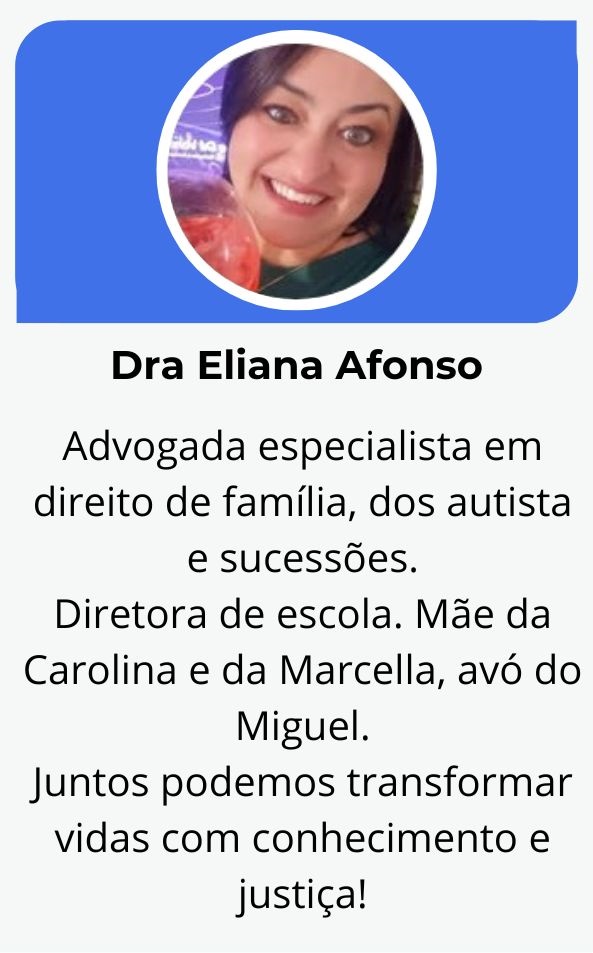 Dra Eliana Afonso
Advogada especialista em
direito de família, dos autista
e sucessões.
Diretora de escola. Mãe da
Carolina e da Marcella, avó do
Miguel.
Juntos podemos transformar
vidas com conhecimento e
justiça!